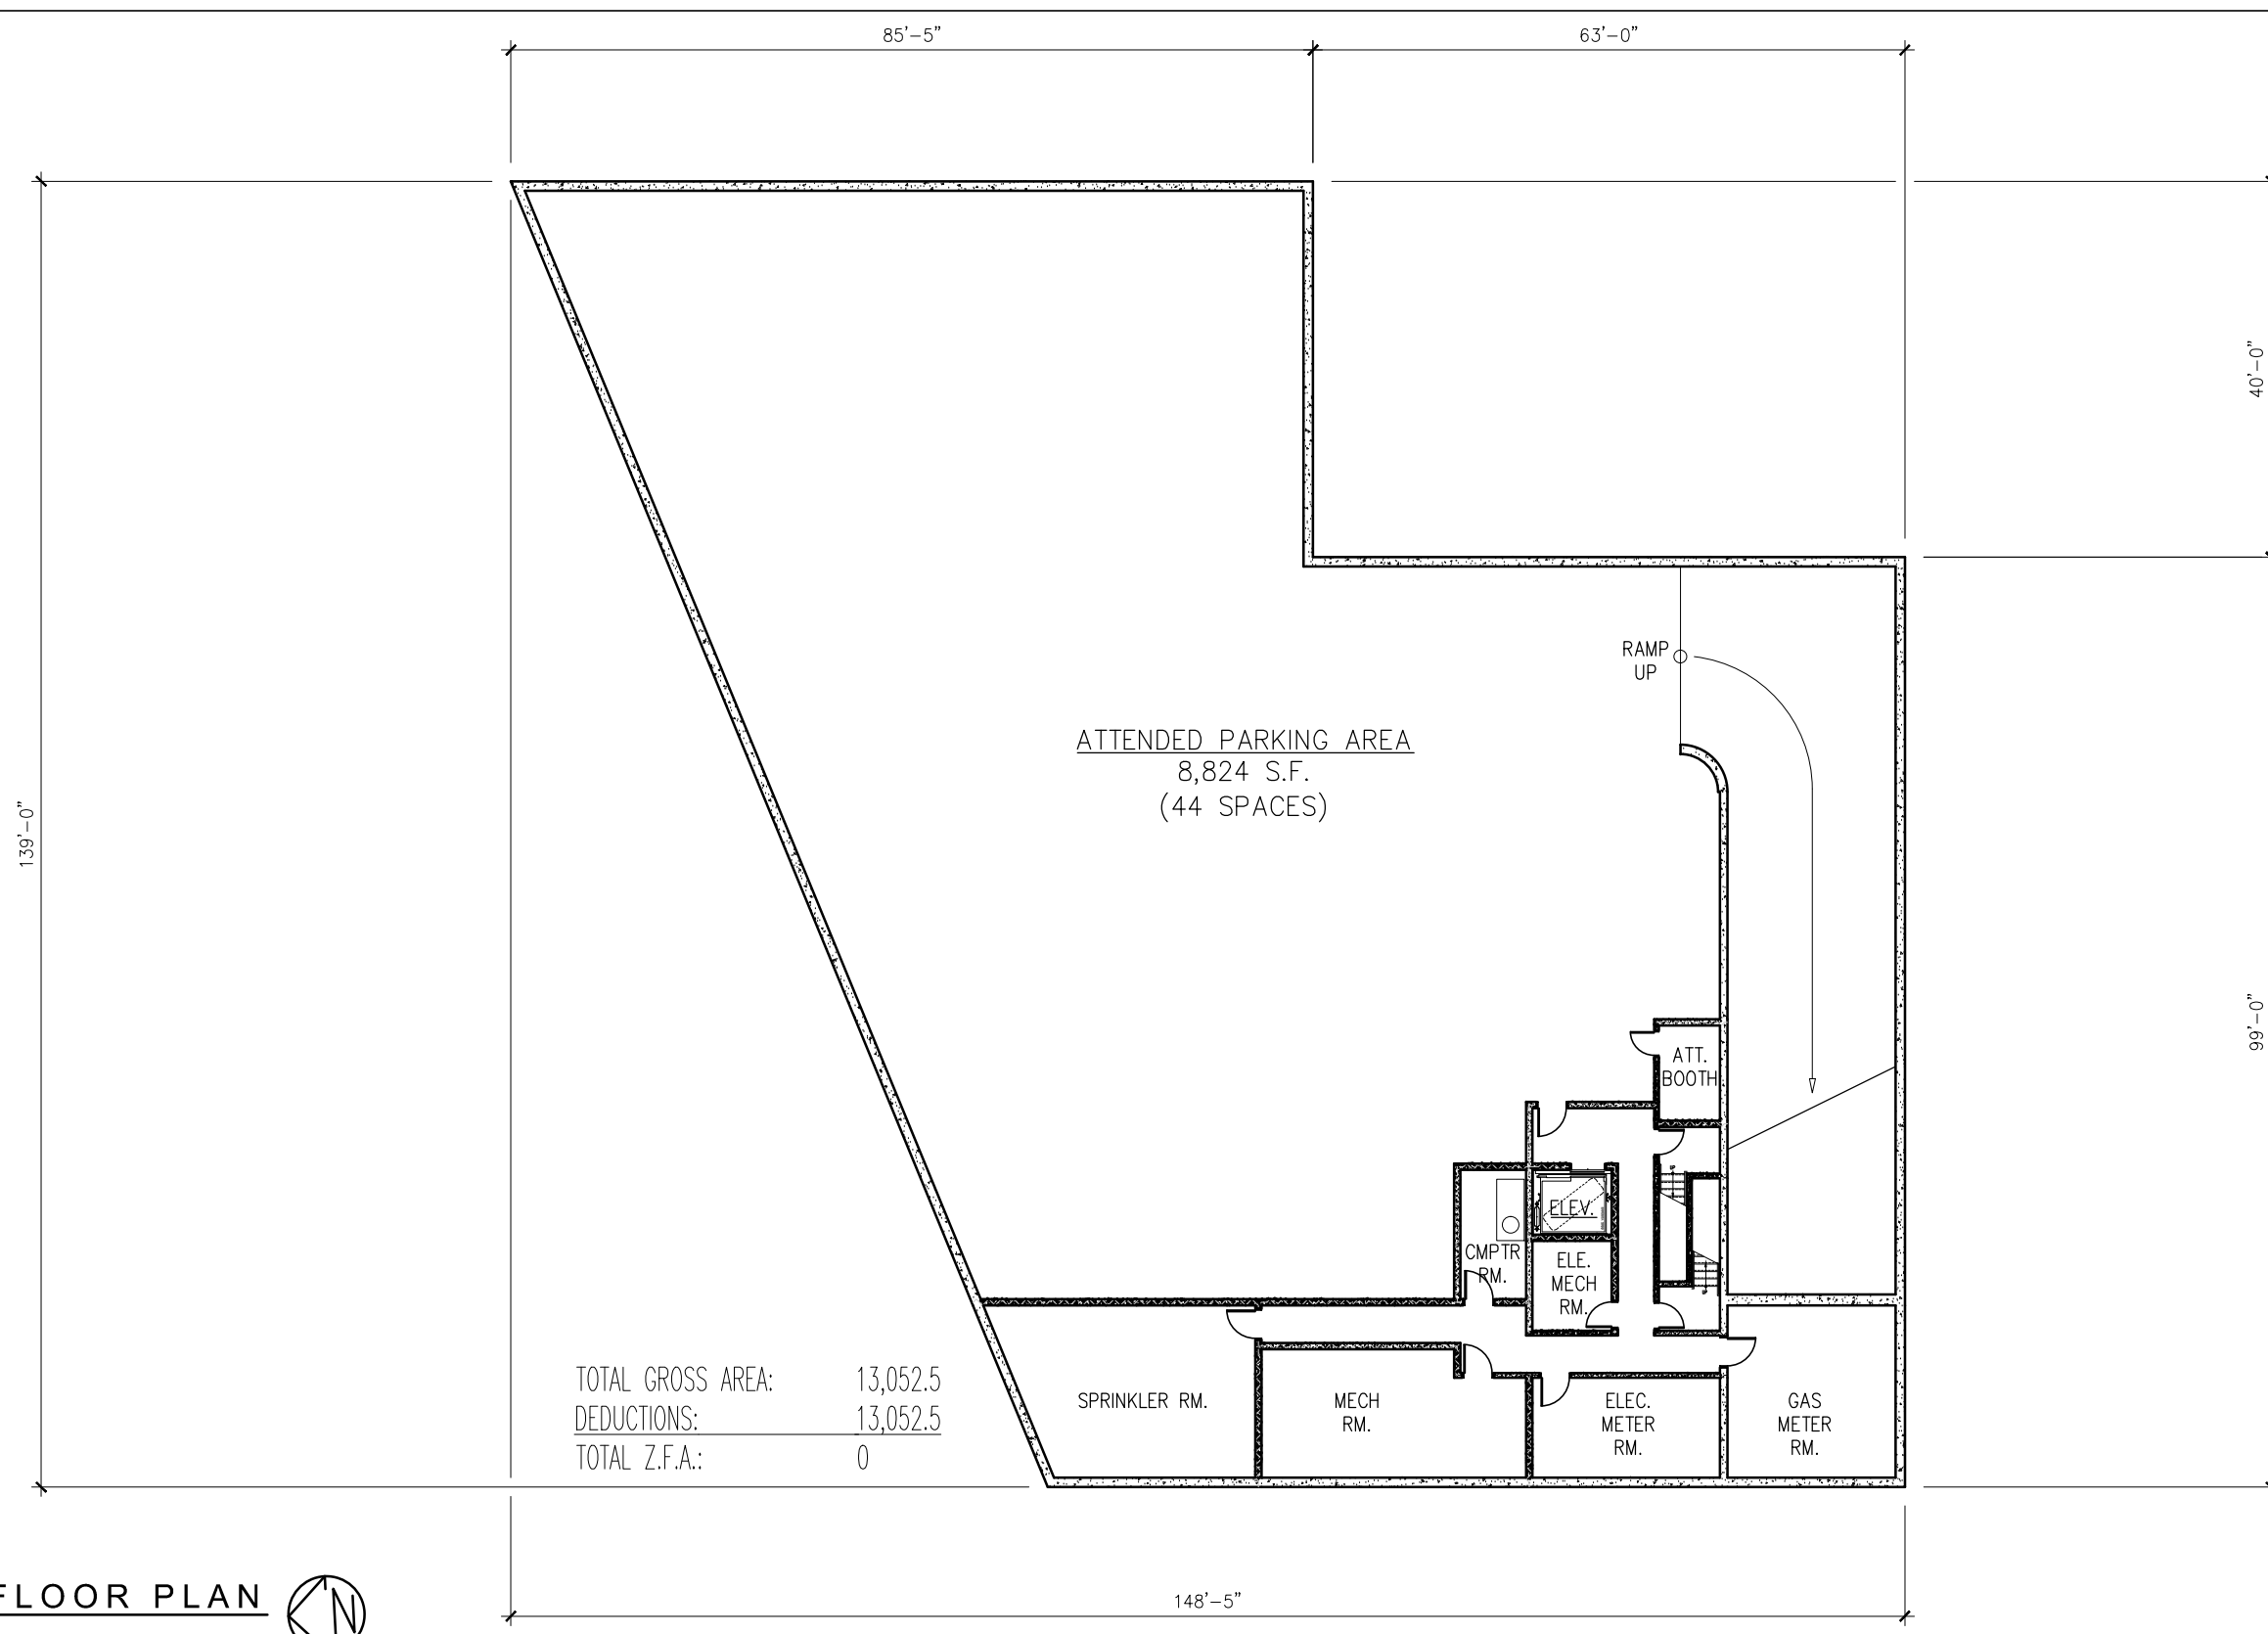 85'-5"
63'-0"
40'-0"
RAMP
UP
ATTENDED PARKING AREA
8,824 S.F.
(44 SPACES)
139'-0"
99'-0"
ATT.
BOOTH
ELEV.
CMPTR
RM.
ELE.
MECH
RM.
TOTAL GROSS AREA: 13,052.5
DEDUCTIONS: 13,052.5
TOTAL Z.F.A.: 0
SPRINKLER RM.
MECH
RM.
ELEC.
METER
RM.
GAS
METER
RM.
FLOOR PLAN
N
148'-5"